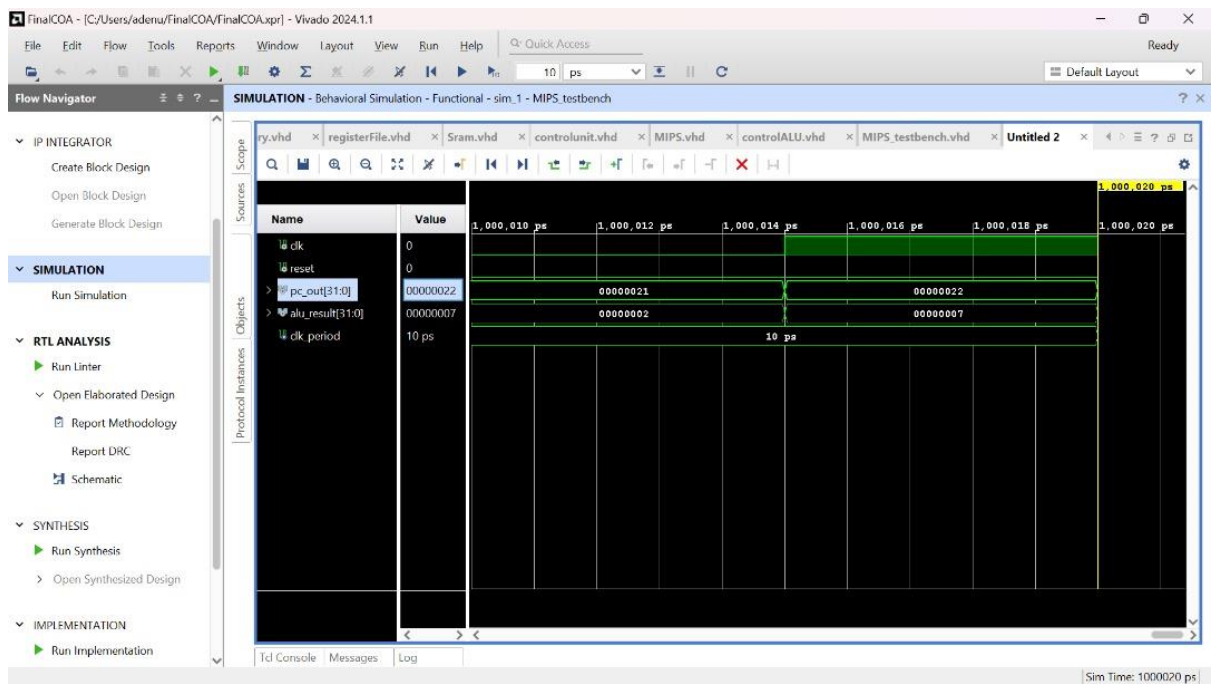 FinalCOA - [C:/Users/adenu/FinalCOA/FinalCOA.xpr] - Vivado 2024.1.1
File Edit Flow Tools Reports Window Layout View Run Help Quick Access Ready
10 ps Default Layout
Flow Navigator ? SIMULATION - Behavioral Simulation - Functional - sim_1 - MIPS_testbench ?
IP INTEGRATOR
Create Block Design
Open Block Design
Generate Block Design
SIMULATION
Run Simulation
RTL ANALYSIS
Run Linter
Open Elaborated Design
Report Methodology
Report DRC
Schematic
SYNTHESIS
Run Synthesis
Open Synthesized Design
IMPLEMENTATION
Run Implementation
Scope
Sources
Objects
Protocol Instances
ry.vhd registerFile.vhd Sram.vhd controlunit.vhd MIPS.vhd controlALU.vhd MIPS_testbench.vhd Untitled 2 ?
1,000,020 ps
Name Value 1,000,010 ps 1,000,012 ps 1,000,014 ps 1,000,016 ps 1,000,018 ps 1,000,020 ps
clk 0
reset 0
pc_out[31:0] 00000022 00000021 00000022
alu_result[31:0] 00000007 00000002 00000007
clk_period 10 ps 10 ps
Tcl Console Messages Log
Sim Time: 1000020 ps